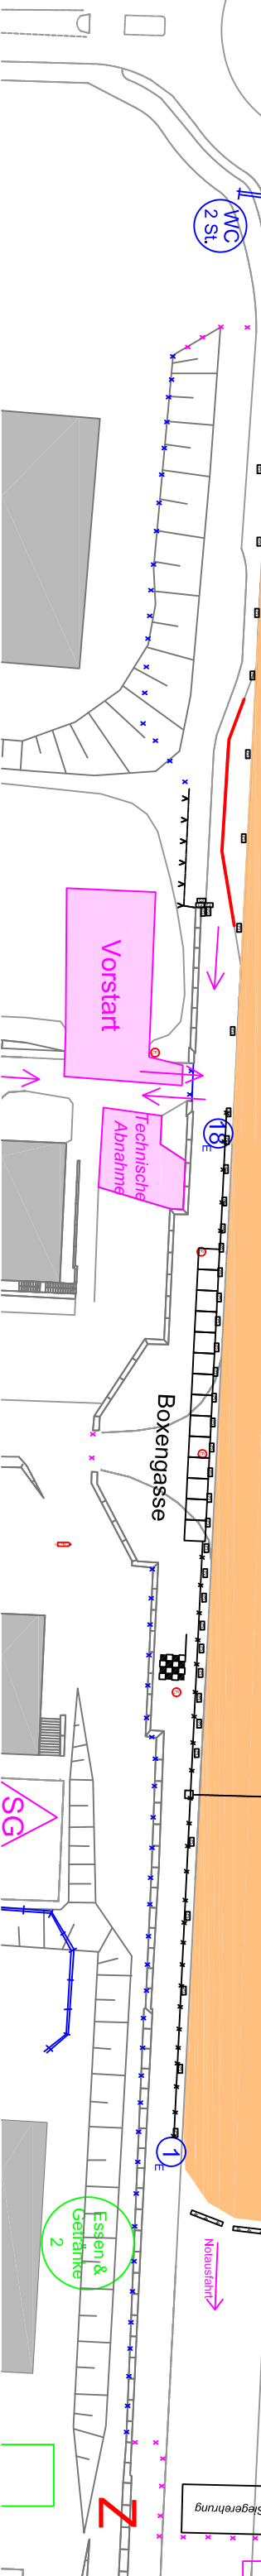 WC
2 St.
Vorstart
18
E
Technische
Abnahme
Boxengasse
SG
1
E
Essen &
Getränke
2
Notausfahrt
Siegerehrung
Z